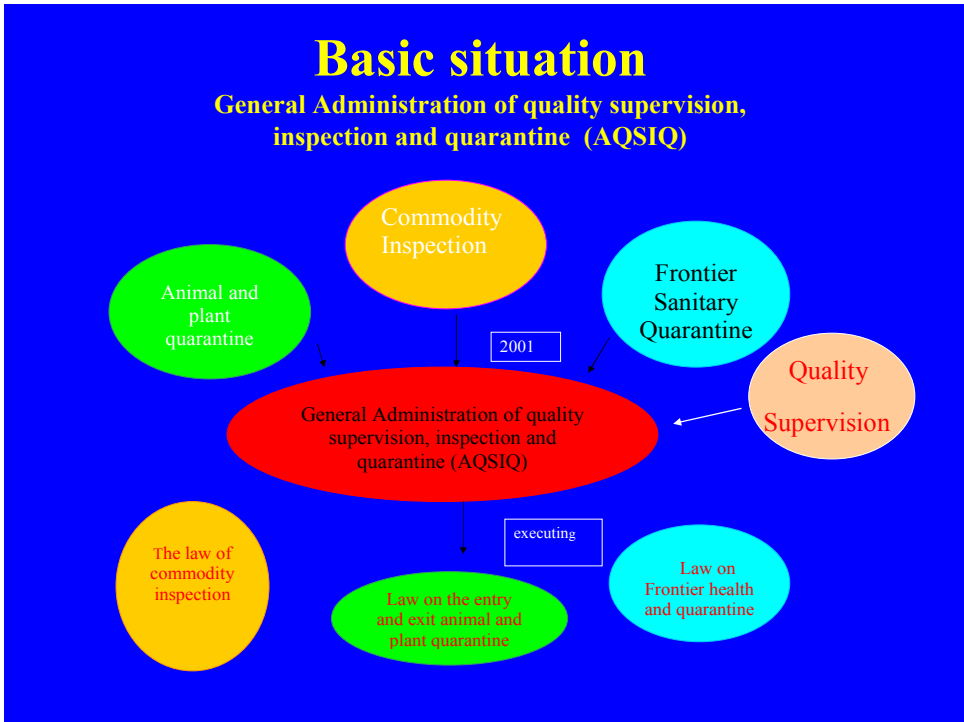 Basic situation
General Administration of quality supervision,
inspection and quarantine (AQSIQ)
Commodity
Inspection
Animal and
plant
quarantine
Frontier
Sanitary
Quarantine
2001
Quality
Supervision
General Administration of quality
supervision, inspection and
quarantine (AQSIQ)
executing
The law of
commodity
inspection
Law on the entry
and exit animal and
plant quarantine
Law on
Frontier health
and quarantine